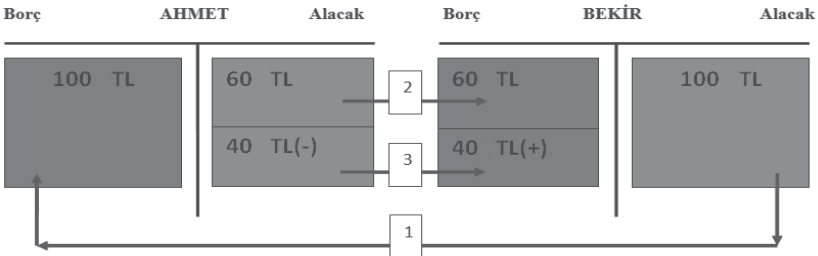 Borç AHMET Alacak Borç BEKİR Alacak
100 TL 60 TL 2 60 TL 100 TL
40 TL(-) 3 40 TL(+)
1